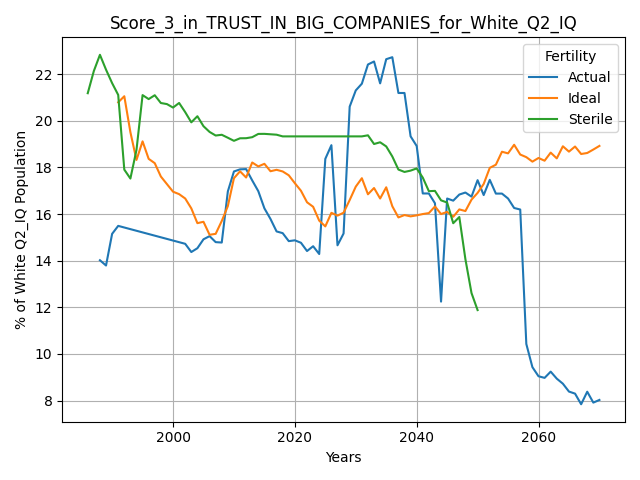 Score_3_in_TRUST_IN_BIG_COMPANIES_for_White_Q2_IQ
Fertility
Actual
Ideal
Sterile
% of White Q2_IQ Population
22
20
18
16
14
12
10
8
2000 2020 2040 2060
Years